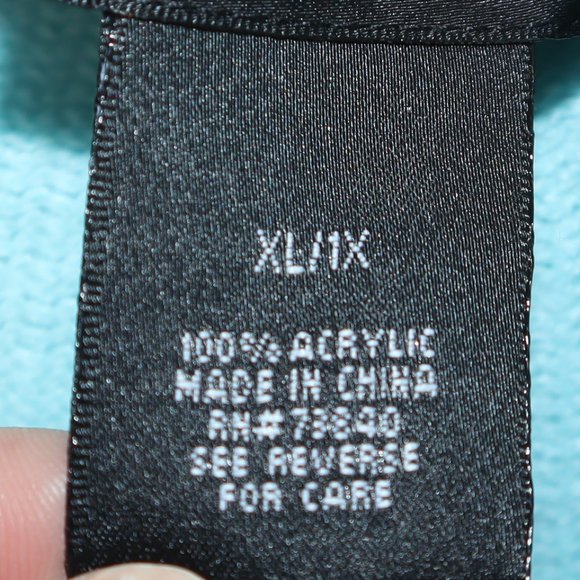 XL/1X
100% ACRYLIC
MADE IN CHINA
RN# 73840
SEE REVERSE
FOR CARE